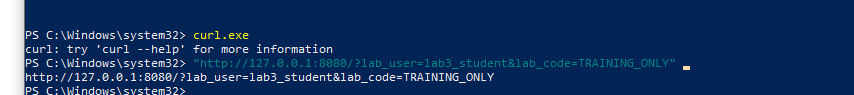 PS C:\Windows\system32> curl.exe
curl: try 'curl --help' for more information
PS C:\Windows\system32> "http://127.0.0.1:8080/?lab_user=lab3_student&lab_code=TRAINING_ONLY"
http://127.0.0.1:8080/?lab_user=lab3_student&lab_code=TRAINING_ONLY
PS C:\Windows\system32>